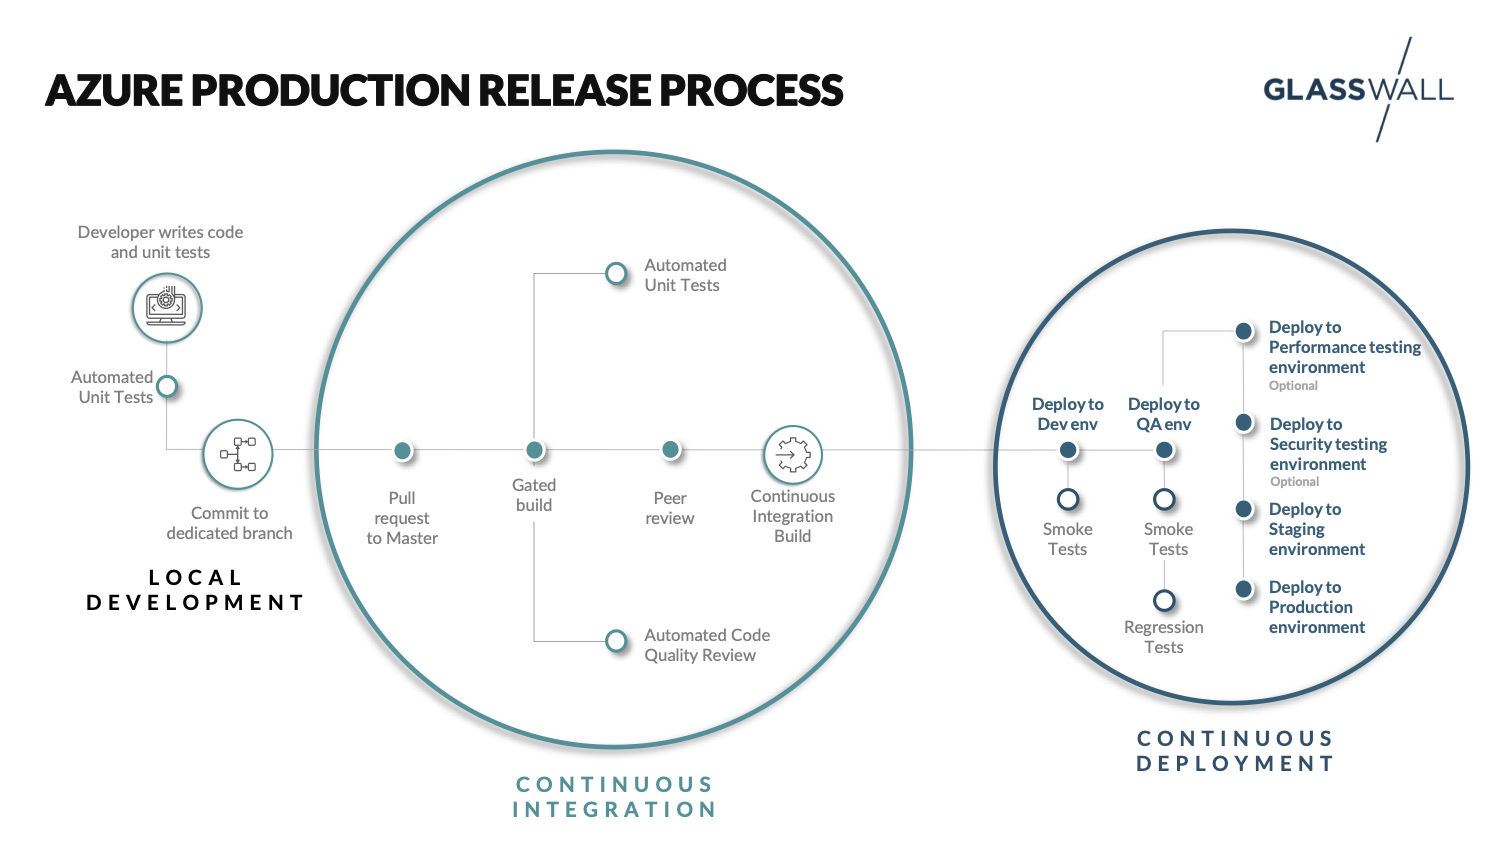 AZURE PRODUCTION RELEASE PROCESS
GLASSWALL
Developer writes code
and unit tests
Automated
Unit Tests
Commit to
dedicated branch
LOCAL
DEVELOPMENT
Pull
request
to Master
Gated
build
Automated
Unit Tests
Automated Code
Quality Review
Peer
review
Continuous
Integration
Build
CONTINUOUS
INTEGRATION
Deploy to
Dev env
Smoke
Tests
Deploy to
QA env
Smoke
Tests
Regression
Tests
Deploy to
Performance testing
environment
Optional
Deploy to
Security testing
environment
Optional
Deploy to
Staging
environment
Deploy to
Production
environment
CONTINUOUS
DEPLOYMENT